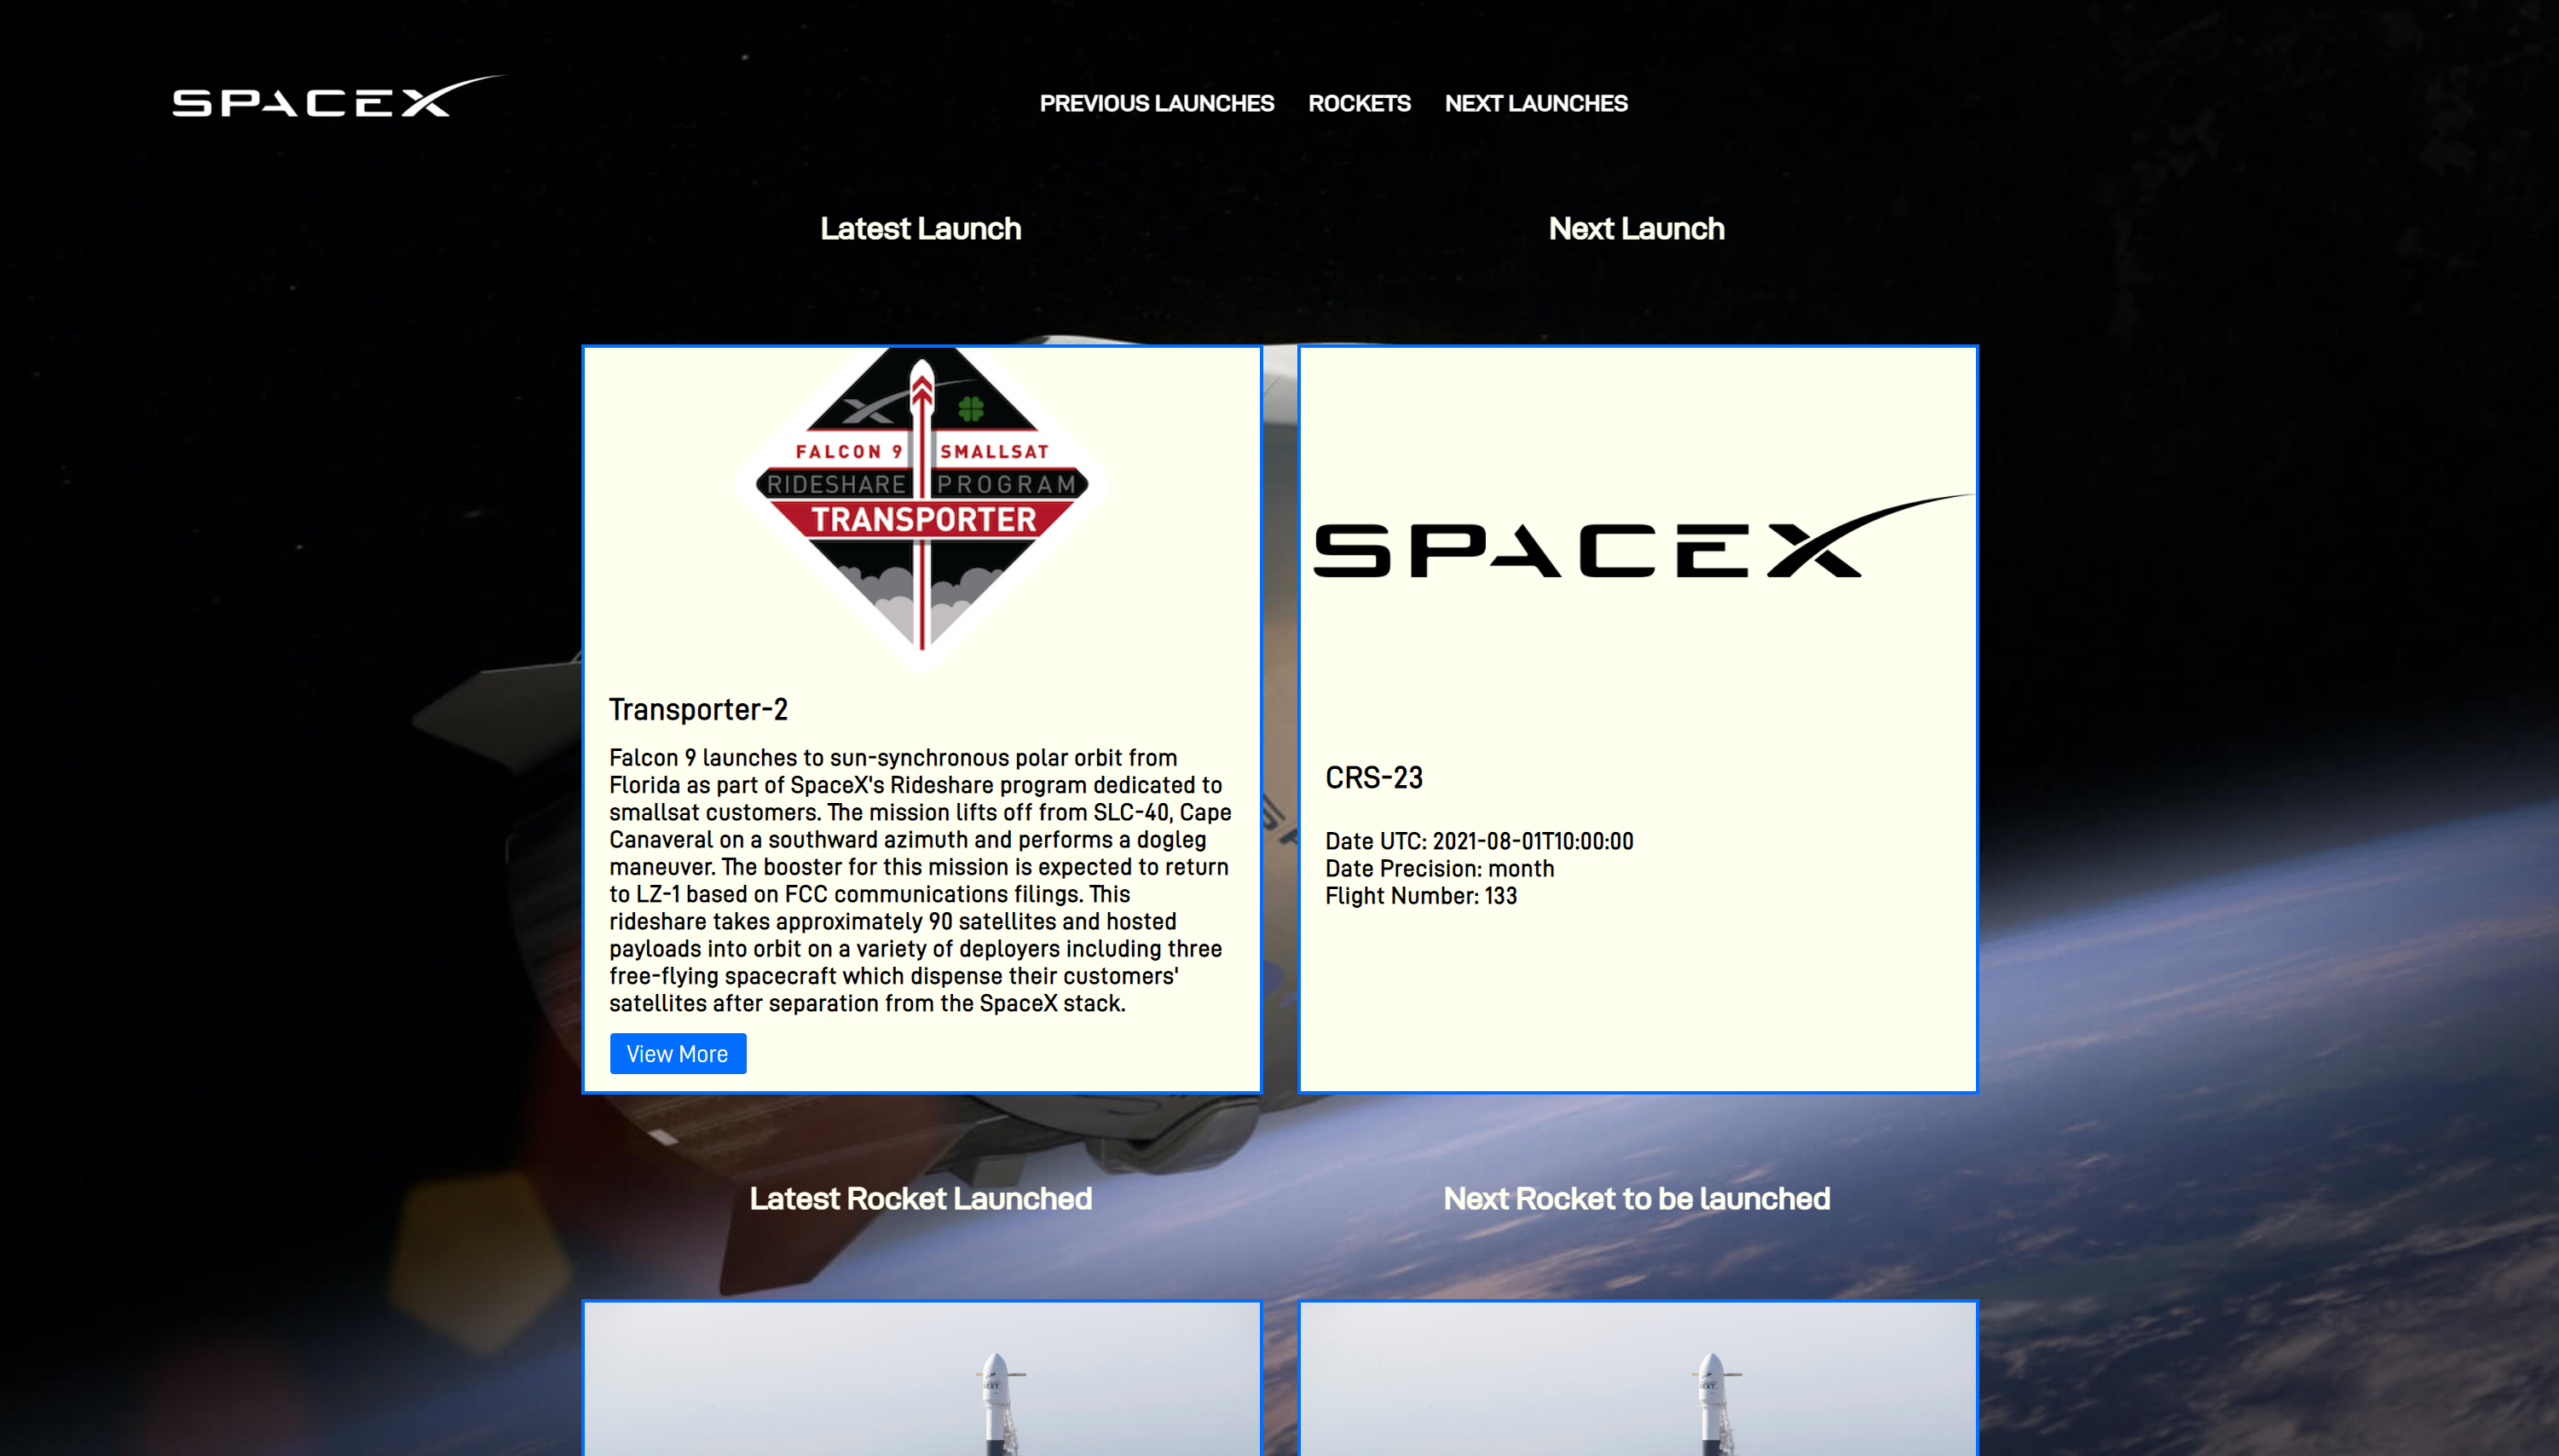 SPACEX
PREVIOUS LAUNCHES ROCKETS NEXT LAUNCHES
Latest Launch
Next Launch
FALCON 9 SMALLSAT
RIDESHARE PROGRAM
TRANSPORTER
Transporter-2
Falcon 9 launches to sun-synchronous polar orbit from
Florida as part of SpaceX's Rideshare program dedicated to
smallsat customers. The mission lifts off from SLC-40, Cape
Canaveral on a southward azimuth and performs a dogleg
maneuver. The booster for this mission is expected to return
to LZ-1 based on FCC communications filings. This
rideshare takes approximately 90 satellites and hosted
payloads into orbit on a variety of deployers including three
free-flying spacecraft which dispense their customers'
satellites after separation from the SpaceX stack.
View More
SPACEX
CRS-23
Date UTC: 2021-08-01T10:00:00
Date Precision: month
Flight Number: 133
Latest Rocket Launched
Next Rocket to be launched